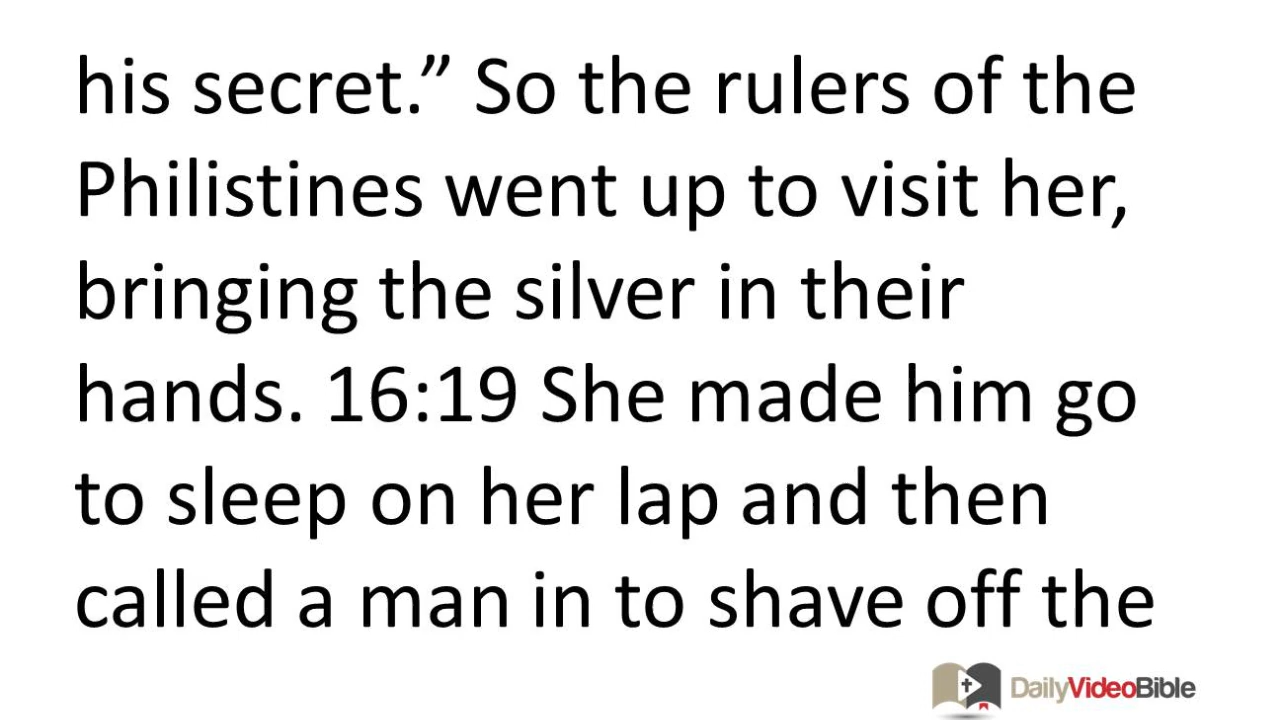 his secret.” So the rulers of the
Philistines went up to visit her,
bringing the silver in their
hands. 16:19 She made him go
to sleep on her lap and then
called a man in to shave off the
DailyVideoBible